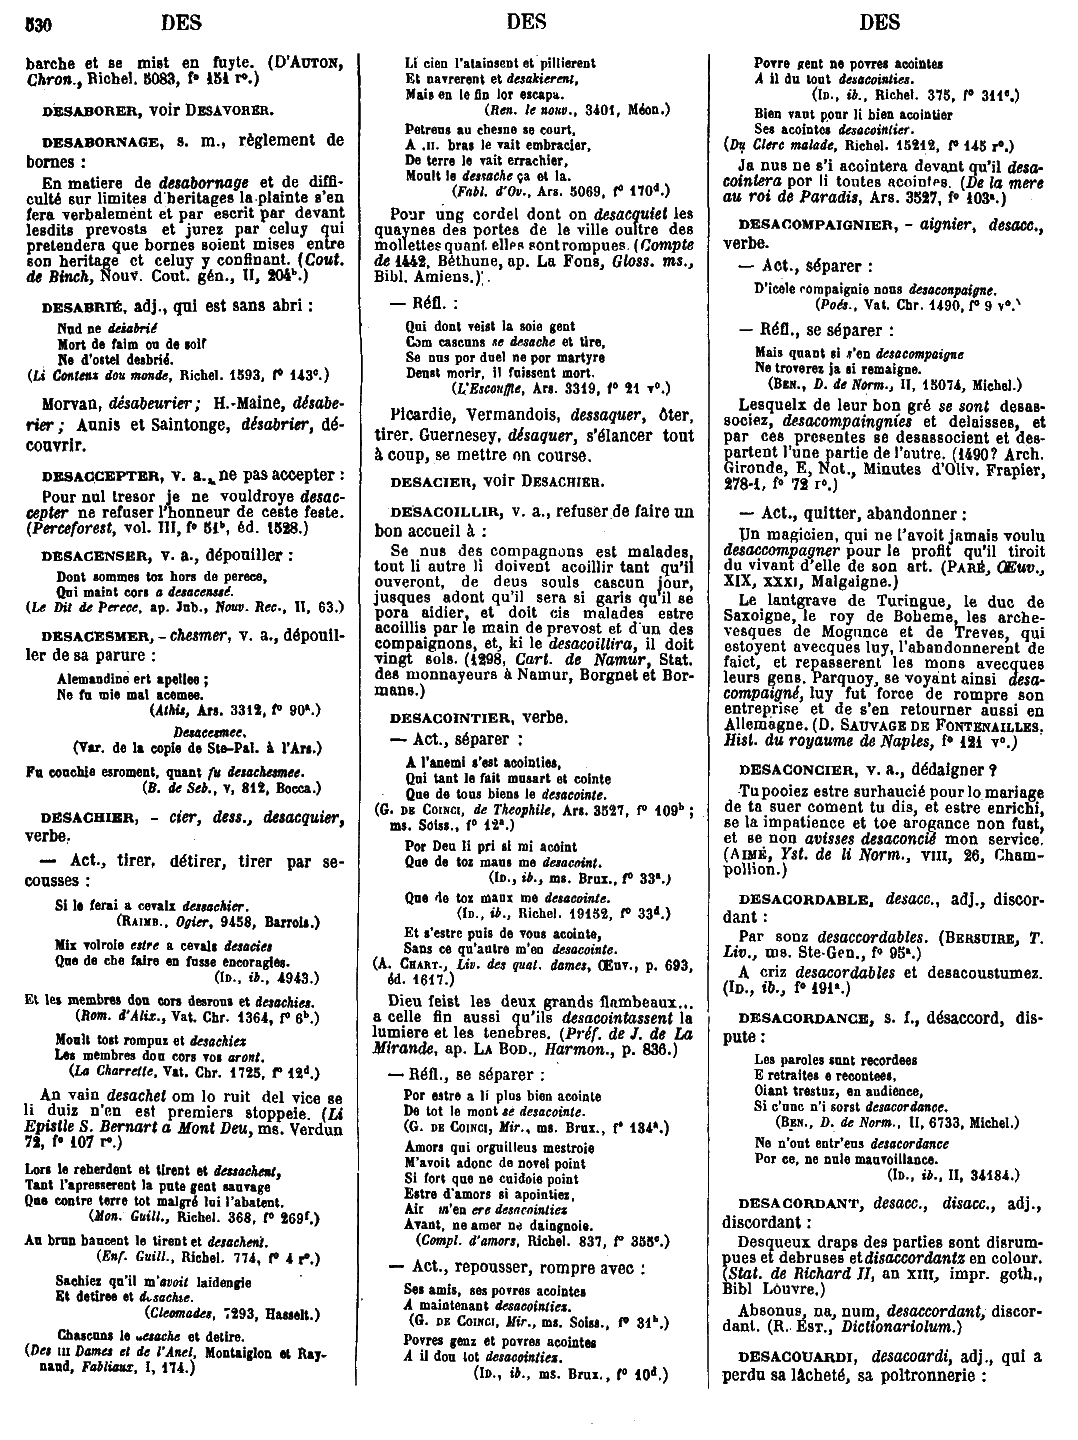 530 DES DES DES
barche et se mist en fuyte. (D'AUTON,
Chron., Richel. 5083, f° 151 r°.)
DESABORER, voir DESAVORER.
DESABORNAGE, s. m., règlement de
bornes :
En matiere de desabornage et de diffi-
culté sur limites d'heritages la plainte s'en
fera verbalement et par escrit par devant
lesdits prevosts et jurez par celuy qui
pretendera que bornes soient mises entre
son heritage et celuy y confinant. (Cout.
de Binch, Nouv. Cout. gén., II, 204b.)
DESABRIÉ, adj., qui est sans abri :
Nud ne desabrié
Mort de faim ou de soif
Ne d'ostel desbrié.
(Li Contenz dou monde, Richel. 1593, f° 143c.)
Morvan, désabeurier ; H.-Maine, désabe-
rier ; Aunis et Saintonge, désabrier, dé-
couvrir.
DESACCEPTER, v. a., ne pas accepter :
Pour nul tresor je ne vouldroye desac-
cepter ne refuser l'honneur de ceste feste.
(Perceforest, vol. III, f° 51b, éd. 1528.)
DESACENSER, v. a., dépouiller :
Dont sommes toz hors de perece,
Qui maint cors a desacensé.
(Le Dit de Perece, ap. Jub., Nouv. Rec., II, 63.)
DESACESMER, - chesmer, v. a., dépouil-
ler de sa parure :
Alemandine ert apellee ;
Ne fu mie mal acemee.
(Athis, Ars. 3312, f° 90a.)
Desacesmee.
(Var. de la copie de Ste-Pal. à l'Ars.)
Fu couchie esroment, quant fu desachesmee.
(B. de Seb., V, 812, Bocca.)
DESACHIER, - cier, dess., desacquier,
verbe.
— Act., tirer, détirer, tirer par se-
cousses :
Si le ferai a cevalx dessachier.
(RAIMB., Ogier, 9458, Barrois.)
Mix volroie estre a cevals desacies
Que de che faire en fusse encoragies.
(ID., ib., 4943.)
Et les membres dou cors desrous et desachies.
(Rom. d'Alix., Vat. Chr. 1364, f° 6b.)
Moult tost rompuz et desachiez
Les membres dou cors vos aront.
(La Charrette, Vat. Chr. 1725, f° 12d.)
An vain desachet om lo ruit del vice se
li duiz n'en est premiers stoppeie. (Li
Epistle S. Bernart a Mont Deu, ms. Verdun
72, f° 107 r°.)
Lors le reherdent et tirent et dessachent,
Tant l'apresserent la pute gent sauvage
Que contre terre tot malgré lui l'abatent.
(Mon. Guill., Richel. 368, f° 269f.)
Au brun baucent le tirent et desachent.
(Enf. Guill., Richel. 774, f° 4 r°.)
Sachiez qu'il m'avoit laidengie
Et detiree et desachie.
(Cleomades, 7293, Hasselt.)
Chascuns le desache et detire.
(Des III Dames et de l'Anel, Montaiglon et Ray-
naud, Fabliaux, I, 174.)
Li cien l'atainsent et pillierent
Et navrerent et desakierent,
Mais en le fin lor escapa.
(Ren. le nouv., 3401, Méon.)
Petreus au chesne se court,
A .II. bras le vait embracier,
De terre le vait errachier,
Moult le dessache ça et la.
(Fabl. d'Ov., Ars. 5069, f° 170d.)
Pour ung cordel dont on desacquiet les
quaynes des portes de le ville oultre des
mollettes quant elles sont rompues. (Compte
de 1442, Béthune, ap. La Fons, Gloss. ms.,
Bibl. Amiens.)
— Réfl. :
Qui dont veist la soie gent
Com cascuns se desache et tire,
Se nus por duel ne por martyre
Deust morir, il fuissent mort.
(L'Escouffle, Ars. 3319, f° 21 v°.)
Picardie, Vermandois, dessaquer, ôter,
tirer. Guernesey, désaquer, s'élancer tout
à coup, se mettre en course.
DESACIER, voir DESACHIER.
DESACOILLIR, v. a., refuser de faire un
bon accueil à :
Se nus des compagnons est malades,
tout li autre li doivent acoillir tant qu'il
ouveront, de deus souls cascun jour,
jusques adont qu'il sera si garis qu'il se
pora aidier, et doit cis malades estre
acoillis par le main de prevost et d'un des
compaignons, et, ki le desacoillira, il doit
vingt sols. (1298, Cart. de Namur, Stat.
des monnayeurs à Namur, Borgnet et Bor-
mans.)
DESACOINTIER, verbe.
— Act., séparer :
A l'anemi s'est acointies,
Qui tant le fait musart et cointe
Que de tous biens le desacointe.
(G. DE COINCI, de Theophile, Ars. 3527, f° 109b ;
ms. Soiss., f° 12a.)
Por Deu li pri si mi acoint
Que de toz maus me desacoint.
(ID., ib., ms. Brux., f° 33a.)
Que de toz maux me desacointe.
(ID., ib., Richel. 19152, f° 33d.)
Et s'estre puis de vous acointe,
Sans ce qu'autre m'en desacointe.
(A. CHART., Liv. des quat. dames, Œuv., p. 693,
éd. 1617.)
Dieu feist les deux grands flambeaux...
a celle fin aussi qu'ils desacointassent la
lumiere et les tenebres. (Préf. de J. de La
Mirande, ap. LA BOD., Harmon., p. 836.)
— Réfl., se séparer :
Por estre a li plus bien acointe
De tot le mont se desacointe.
(G. DE COINCI, Mir., ms. Brux., f° 134a.)
Amors qui orguilleus mestroie
M'avoit adonc de novel point
Si fort que ne cuidoie point
Estre d'amors si apointiez,
Air m'en ere desacointiez
Avant, ne amer ne daingnoie.
(Compl. d'amors, Richel. 837, f° 355c.)
— Act., repousser, rompre avec :
Ses amis, ses povres acointes
A maintenant desacointiez.
(G. DE COINCI, Mir., ms. Soiss., f° 31b.)
Povres genz et povres acointes
A il dou tot desacointiez.
(ID., ib., ms. Brux., f° 10d.)
Povre gent ne povres acointes
A il du tout desacointies.
(ID., ib., Richel. 375, f° 311c.)
Bien vant pour li bien acointier
Ses acointes desacointier.
(Du Clerc malade, Richel. 15212, f° 145 r°.)
Ja nus ne s'i acointera devant qu'il desa-
cointera por li toutes acointes. (De la mere
au roi de Paradis, Ars. 3527, f° 103a.)
DESACOMPAIGNIER, - aignier, desacc.,
verbe.
— Act., séparer :
D'icele compaignie nous desaconpaigne.
(Poés., Vat. Chr. 1490, f° 9 v°.)
— Réfl., se séparer :
Mais quant si s'en desacompaigne
Ne troverez ja si remaigne.
(BEN., D. de Norm., II, 15074, Michel.)
Lesquelx de leur bon gré se sont desas-
sociez, desacompaingnies et delaisses, et
par ces presentes se desassocient et des-
partent l'une partie de l'autre. (1490? Arch.
Gironde, E, Not., Minutes d'Oliv. Frapier,
278-1, f° 72 r°.)
— Act., quitter, abandonner :
Un magicien, qui ne l'avoit jamais voulu
desaccompagner pour le profit qu'il tiroit
du vivant d'elle de son art. (PARÉ, Œuv.,
XIX, XXXI, Malgaigne.)
Le lantgrave de Turingue, le duc de
Saxoigne, le roy de Boheme, les arche-
vesques de Mogunce et de Treves, qui
estoyent avecques luy, l'abandonnerent de
faict, et repasserent les mons avecques
leurs gens. Parquoy, se voyant ainsi desa-
compaigné, luy fut force de rompre son
entreprise et de s'en retourner aussi en
Allemagne. (D. SAUVAGE DE FONTENAILLES,
Hist. du royaume de Naples, f° 121 v°.)
DESACONCIER, v. a., dédaigner ?
Tu pooiez estre surhaucié pour lo mariage
de ta suer coment tu dis, et estre enrichi,
se la impatience et toe arogance non fust,
et se non avisses desaconcié mon service.
(AIMÉ, Yst. de li Norm., VIII, 26, Cham-
pollion.)
DESACORDABLE, desacc., adj., discor-
dant :
Par sonz desaccordables. (BERSUIRE, T.
Liv., ms. Ste-Gen., f° 95a.)
A criz desacordables et desacoustumez.
(ID., ib., f° 191a.)
DESACORDANCE, s. f., désaccord, dis-
pute :
Les paroles sunt recordees
E retraites e recontees,
Oiant trestuz, en audience,
Si c'unc n'i sorst desacordance.
(BEN., D. de Norm., II, 6733, Michel.)
Ne n'out entr'eus desacordance
Por ce, ne nule mauvoillance.
(ID., ib., II, 34184.)
DESACORDANT, desacc., disacc., adj.,
discordant :
Desqueux draps des parties sont disrum-
pues et debruses et disaccordantz en colour.
(Stat. de Richard II, an XIII, impr. goth.,
Bibl Louvre.)
Absonus, na, num, desaccordant, discor-
dant. (R. EST., Dictionariolum.)
DESACOUARDI, desacoardi, adj., qui a
perdu sa lâcheté, sa poltronnerie :